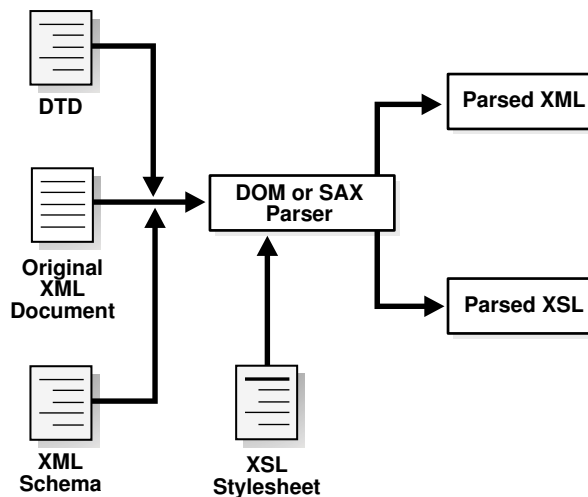 DTD
Parsed XML
DOM or SAX
Parser
Original
XML
Document
Parsed XSL
XML
Schema
XSL
Stylesheet